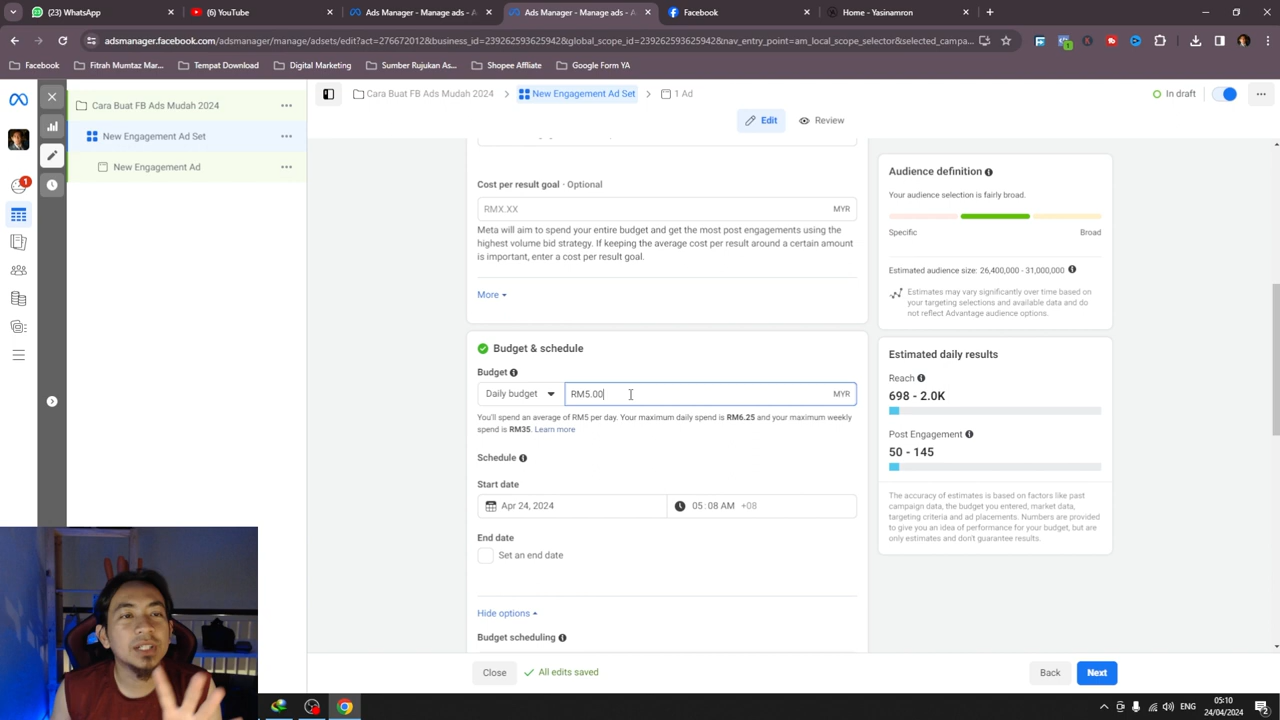 (23) WhatsApp
(6) YouTube
Ads Manager - Manage ads -
Ads Manager - Manage ads - A
Facebook
Home - Yasinamron
adsmanager.facebook.com/adsmanager/manage/adsets/edit?act=276672012&business_id=239262593625942&global_scope_id=239262593625942&nav_entry_point=am_local_scope_selector&selected_campa...
Facebook
Fitrah Mumtaz Mar...
Tempat Download
Digital Marketing
Sumber Rujukan As...
Shopee Affliate
Google Form YA
Cara Buat FB Ads Mudah 2024
New Engagement Ad Set
1 Ad
In draft
Cara Buat FB Ads Mudah 2024
New Engagement Ad Set
New Engagement Ad
1
Edit
Review
Cost per result goal · Optional
RMX.XX
MYR
Meta will aim to spend your entire budget and get the most post engagements using the
highest volume bid strategy. If keeping the average cost per result around a certain amount
is important, enter a cost per result goal.
More
Budget & schedule
Budget
Daily budget
RM5.00
MYR
You'll spend an average of RM5 per day. Your maximum daily spend is RM6.25 and your maximum weekly
spend is RM35. Learn more
Schedule
Start date
Apr 24, 2024
05:08 AM +08
End date
Set an end date
Hide options
Budget scheduling
Audience definition
Your audience selection is fairly broad.
Specific
Broad
Estimated audience size: 26,400,000 - 31,000,000
Estimates may vary significantly over time based on
your targeting selections and available data and do
not reflect Advantage audience options.
Estimated daily results
Reach
698 - 2.0K
Post Engagement
50 - 145
The accuracy of estimates is based on factors like past
campaign data, the budget you entered, market data,
targeting criteria and ad placements. Numbers are provided
to give you an idea of performance for your budget, but are
only estimates and don't guarantee results.
Close
All edits saved
Back
Next
ENG
05:10
24/04/2024
2